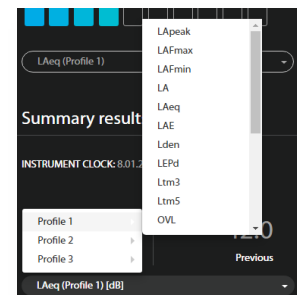 LAeq (Profile 1)
LApeak
LAFmax
LAFmin
LA
LAeq
LAE
Lden
LEPd
Ltm3
Ltm5
OVL
Summary result
INSTRUMENT CLOCK: 8.01.2
Profile 1
Profile 2
Profile 3
Previous
LAeq (Profile 1) [dB]